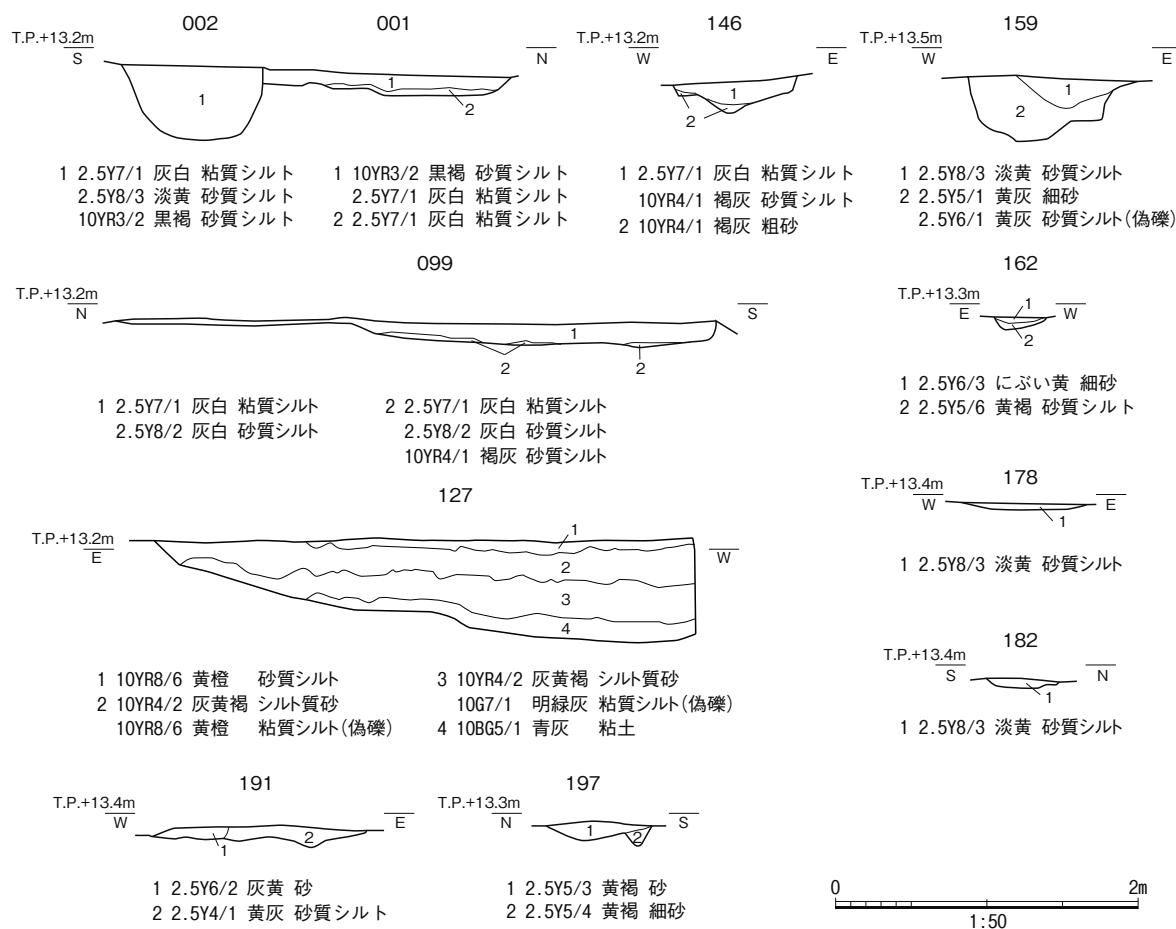 002
001
T.P.+13.2m
S
N
1
1
2
1 2.5Y7/1 灰白 粘質シルト
2.5Y8/3 淡黄 砂質シルト
10YR3/2 黒褐 砂質シルト
1 10YR3/2 黒褐 砂質シルト
2.5Y7/1 灰白 粘質シルト
2 2.5Y7/1 灰白 粘質シルト
146
T.P.+13.2m
W
E
1
2
1 2.5Y7/1 灰白 粘質シルト
10YR4/1 褐灰 砂質シルト
2 10YR4/1 褐灰 粗砂
159
T.P.+13.5m
W
E
1
2
1 2.5Y8/3 淡黄 砂質シルト
2 2.5Y5/1 黄灰 細砂
2.5Y6/1 黄灰 砂質シルト(偽礫)
099
T.P.+13.2m
N
S
1
2
2
1 2.5Y7/1 灰白 粘質シルト
2.5Y8/2 灰白 砂質シルト
2 2.5Y7/1 灰白 粘質シルト
2.5Y8/2 灰白 砂質シルト
10YR4/1 褐灰 砂質シルト
162
T.P.+13.3m
E
W
1
2
1 2.5Y6/3 にぶい黄 細砂
2 2.5Y5/6 黄褐 砂質シルト
127
T.P.+13.2m
E
W
1
2
3
4
1 10YR8/6 黄橙 砂質シルト
2 10YR4/2 灰黄褐 シルト質砂
10YR8/6 黄橙 粘質シルト(偽礫)
3 10YR4/2 灰黄褐 シルト質砂
10G7/1 明緑灰 粘質シルト(偽礫)
4 10BG5/1 青灰 粘土
178
T.P.+13.4m
W
E
1
1 2.5Y8/3 淡黄 砂質シルト
182
T.P.+13.4m
S
N
1
1 2.5Y8/3 淡黄 砂質シルト
191
T.P.+13.4m
W
E
1
2
1 2.5Y6/2 灰黄 砂
2 2.5Y4/1 黄灰 砂質シルト
197
T.P.+13.3m
N
S
1
2
1 2.5Y5/3 黄褐 砂
2 2.5Y5/4 黄褐 細砂
0
2m
1:50